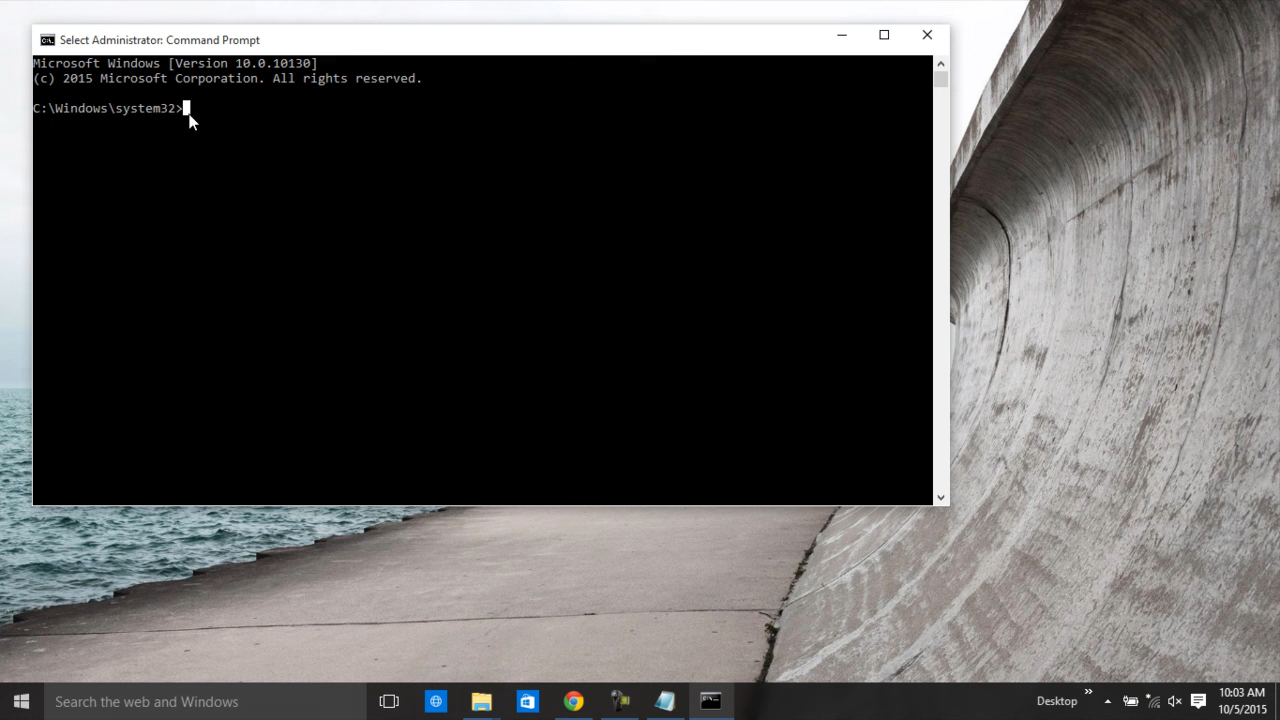 Select Administrator: Command Prompt
Microsoft Windows [Version 10.0.10130]
(c) 2015 Microsoft Corporation. All rights reserved.
C:\Windows\system32>
Search the web and Windows
Desktop
10:03 AM
10/5/2015